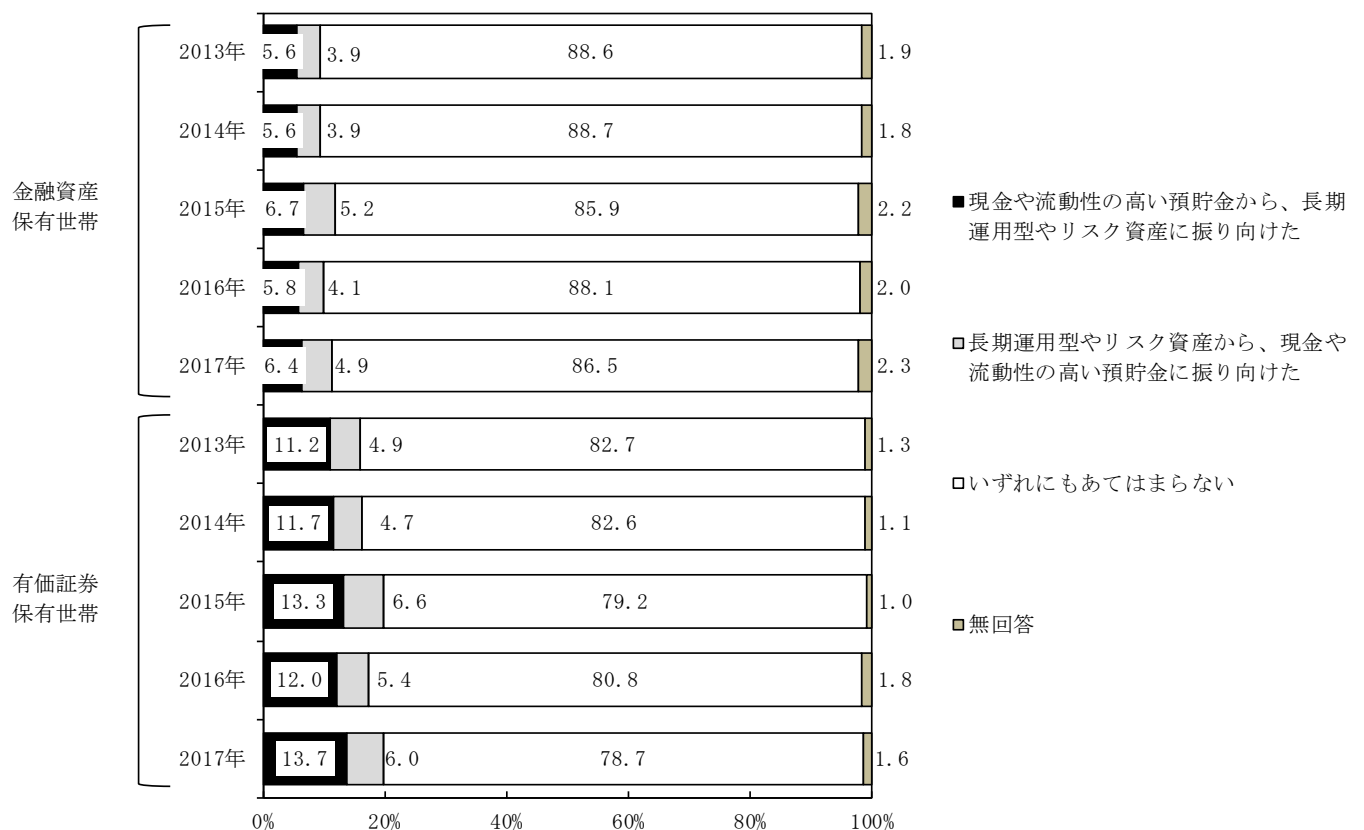 金融資産
保有世帯
2013年 5.6 3.9 88.6 1.9
2014年 5.6 3.9 88.7 1.8
2015年 6.7 5.2 85.9 2.2
2016年 5.8 4.1 88.1 2.0
2017年 6.4 4.9 86.5 2.3
有価証券
保有世帯
2013年 11.2 4.9 82.7 1.3
2014年 11.7 4.7 82.6 1.1
2015年 13.3 6.6 79.2 1.0
2016年 12.0 5.4 80.8 1.8
2017年 13.7 6.0 78.7 1.6
0% 20% 40% 60% 80% 100%
現金や流動性の高い預貯金から、長期
運用型やリスク資産に振り向けた
長期運用型やリスク資産から、現金や
流動性の高い預貯金に振り向けた
いずれにもあてはまらない
無回答